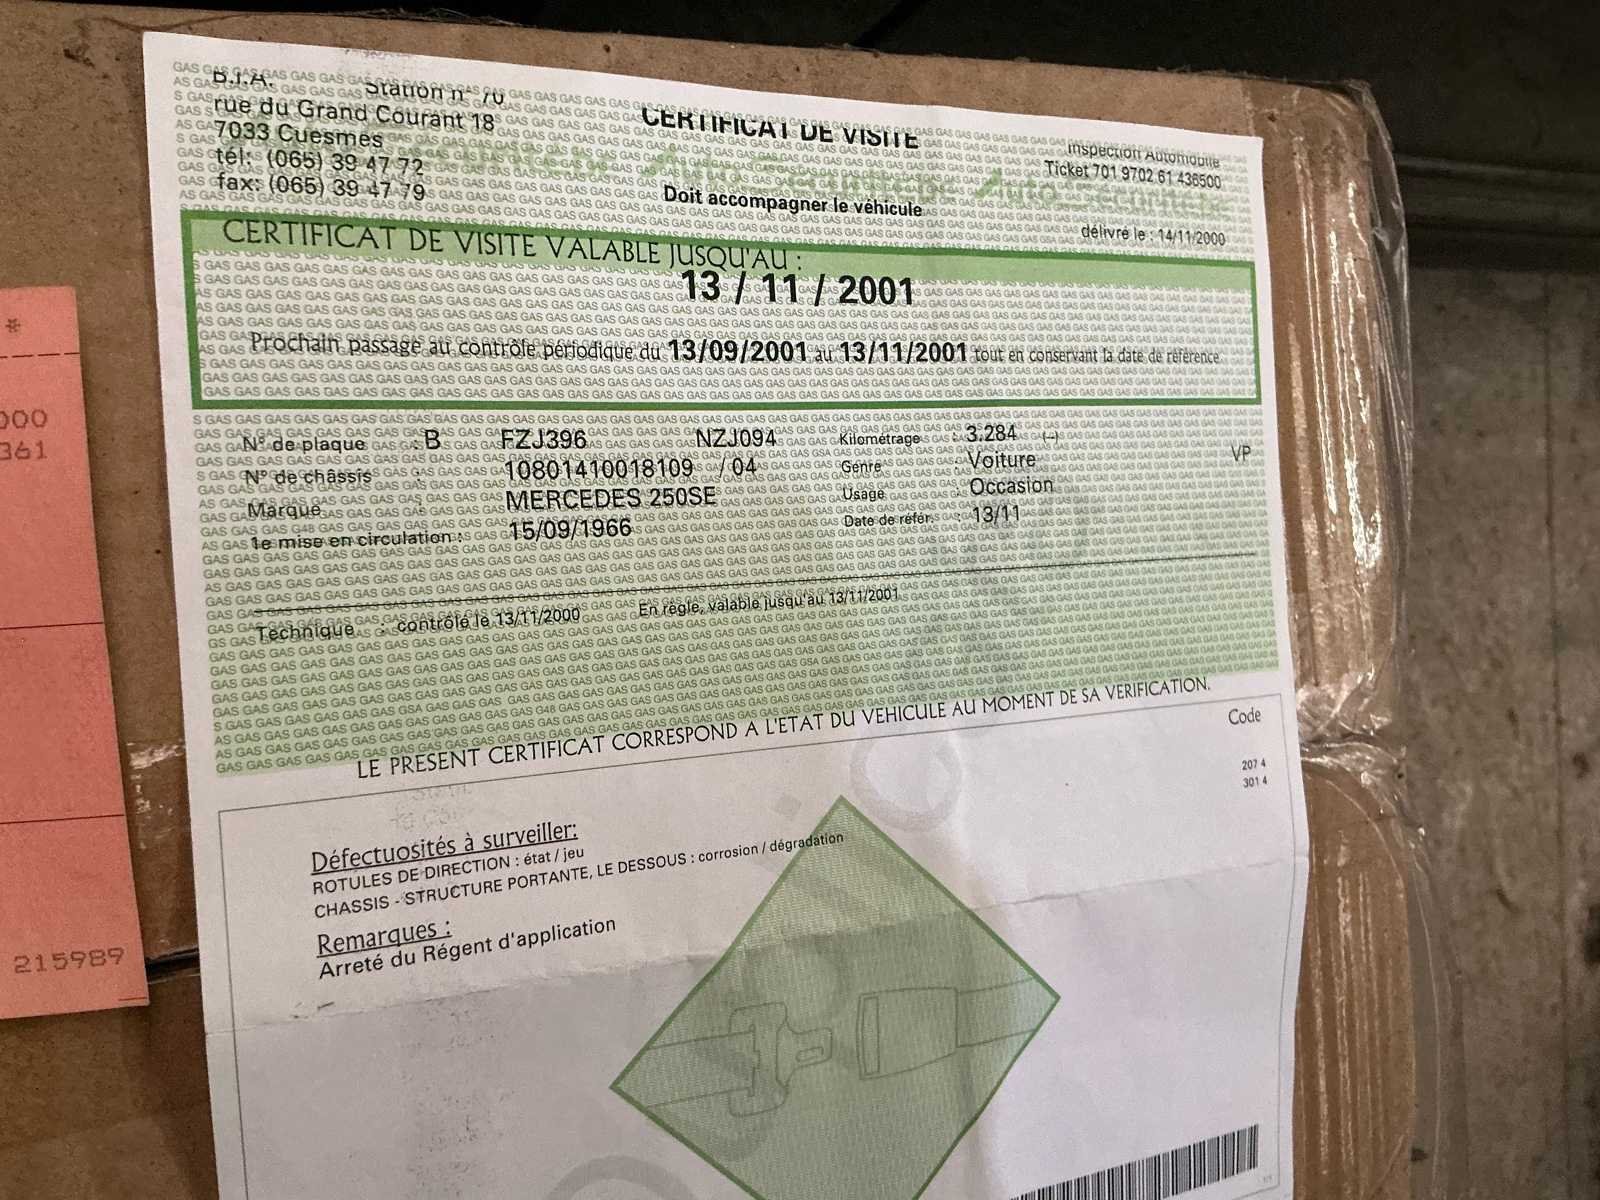 B.I.A. Station n° 70
rue du Grand Courant 18
7033 Cuesmes
tél: (065) 39 47 72
fax: (065) 39 47 79
CERTIFICAT DE VISITE
Doit accompagner le véhicule
Inspection Automobile
Ticket 701 9702 61 436500
délivré le : 14/11/2000
CERTIFICAT DE VISITE VALABLE JUSQU'AU :
13 / 11 / 2001
Prochain passage au contrôle périodique du 13/09/2001 au 13/11/2001 tout en conservant la date de référence
N° de plaque : B FZJ396 NZJ094 Kilométrage : 3.284 (--)
N° de châssis : 10801410018109 / 04 Genre : Voiture VP
Marque : MERCEDES 250SE Usage : Occasion
1e mise en circulation : 15/09/1966 Date de référ. : 13/11
Technique : contrôle le 13/11/2000 En règle, valable jusqu'au 13/11/2001
LE PRESENT CERTIFICAT CORRESPOND A L'ETAT DU VEHICULE AU MOMENT DE SA VERIFICATION.
Code
Défectuosités à surveiller:
ROTULES DE DIRECTION : état / jeu 207 4
CHASSIS - STRUCTURE PORTANTE, LE DESSOUS : corrosion / dégradation 301 4
Remarques :
Arreté du Régent d'application
*
000
361
215989